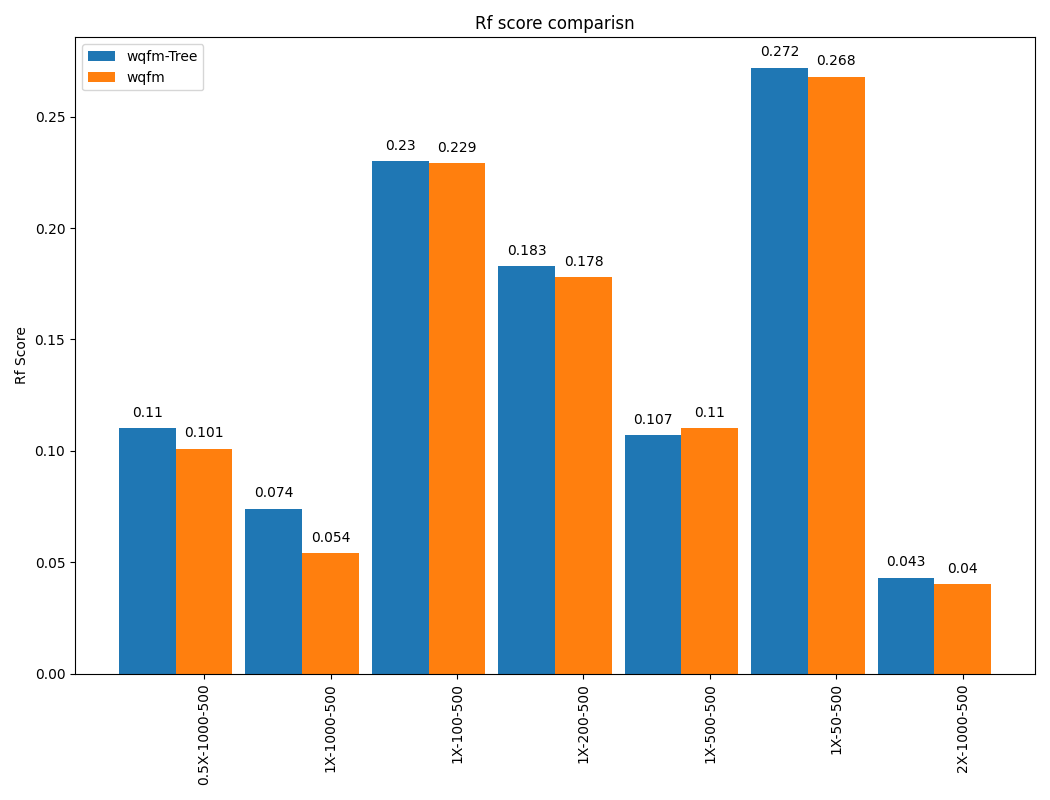 Rf score comparisn
wqfm-Tree
wqfm
Rf Score
0.25
0.20
0.15
0.10
0.05
0.00
0.11
0.101
0.074
0.054
0.23
0.229
0.183
0.178
0.107
0.11
0.272
0.268
0.043
0.04
0.5X-1000-500
1X-1000-500
1X-100-500
1X-200-500
1X-500-500
1X-50-500
2X-1000-500